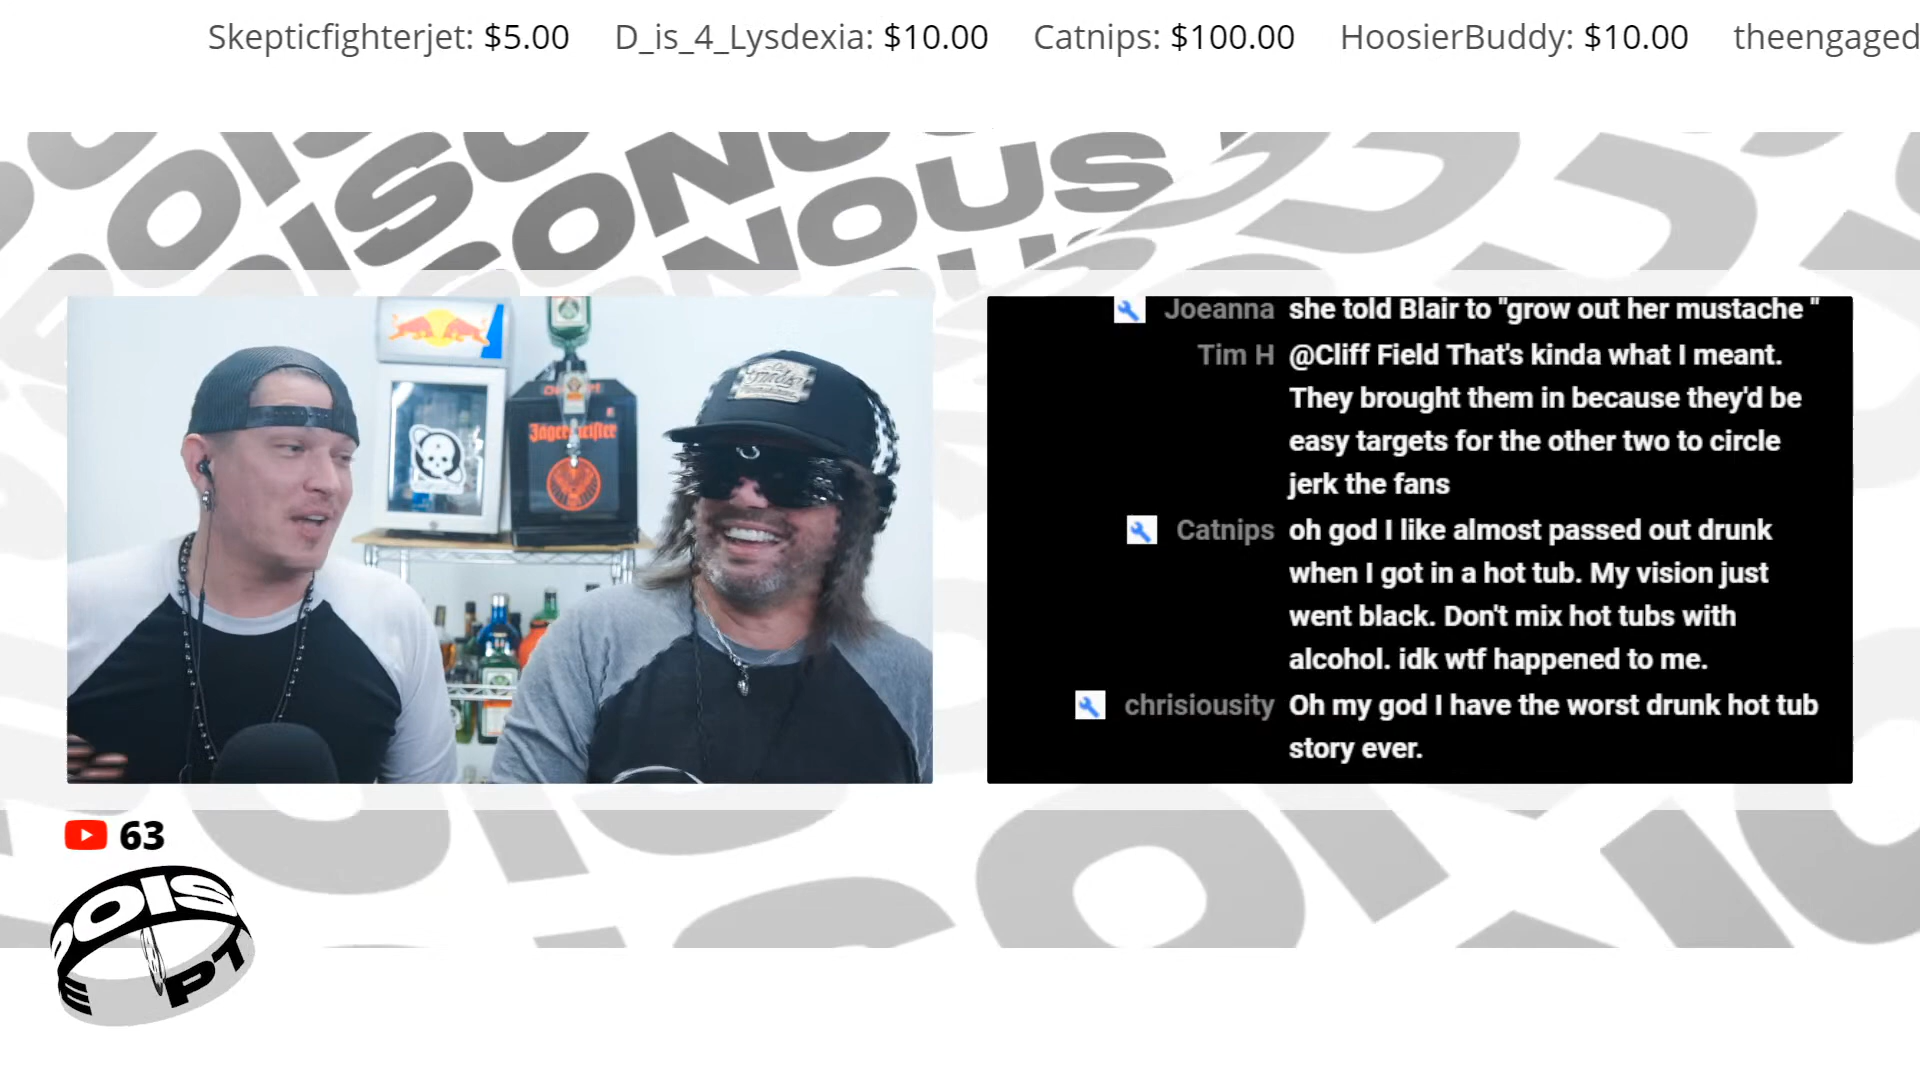 Skepticfighterjet: $5.00 D_is_4_Lysdexia: $10.00 Catnips: $100.00 HoosierBuddy: $10.00 theengaged
POISONOUS
Jägermeister
Joeanna she told Blair to "grow out her mustache "
Tim H @Cliff Field That's kinda what I meant.
They brought them in because they'd be
easy targets for the other two to circle
jerk the fans
Catnips oh god I like almost passed out drunk
when I got in a hot tub. My vision just
went black. Don't mix hot tubs with
alcohol. idk wtf happened to me.
chrisiousity Oh my god I have the worst drunk hot tub
story ever.
63
POIS
E PT